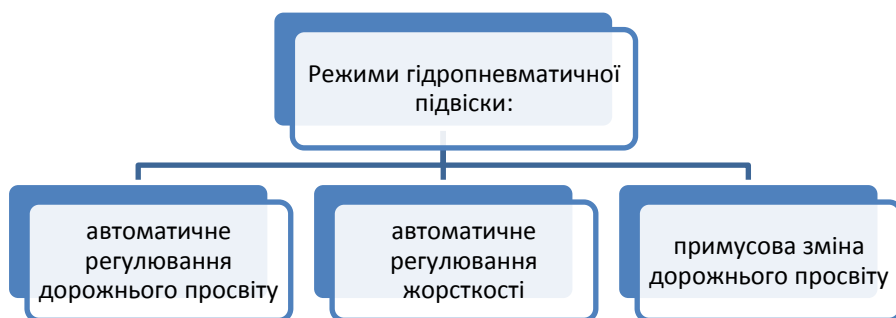 Режими гідропневматичної
підвіски:
автоматичне
регулювання
дорожнього просвіту
автоматичне
регулювання
жорсткості
примусова зміна
дорожнього просвіту